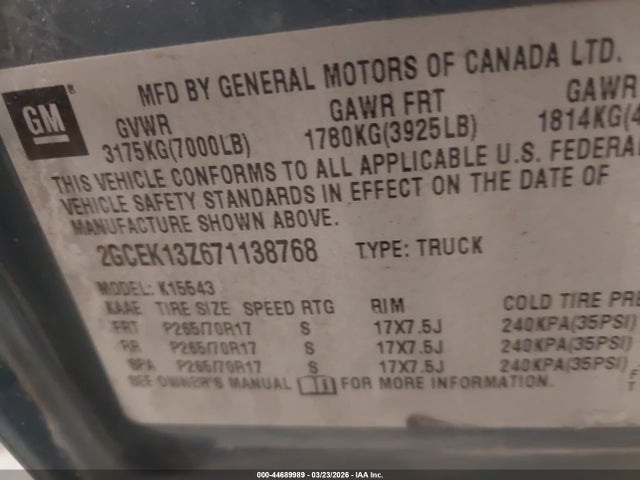 GM®
MFD BY GENERAL MOTORS OF CANADA LTD.
GVWR GAWR FRT GAWR
3175KG(7000LB) 1780KG(3925LB) 1814KG(4
THIS VEHICLE CONFORMS TO ALL APPLICABLE U.S. FEDERAL
VEHICLE SAFETY STANDARDS IN EFFECT ON THE DATE OF
MANUFACTURE SHOWN ABOVE.
2GCEK13Z671138768 TYPE: TRUCK
MODEL: K15543
TIRE SIZE SPEED RTG RIM COLD TIRE PRE
FRT P265/70R17 S 17X7.5J 240KPA(35PSI)
RR P265/70R17 S 17X7.5J 240KPA(35PSI)
SPA P265/70R17 S 17X7.5J 240KPA(35PSI)
SEE OWNER'S MANUAL FOR MORE INFORMATION.
F
T
000-44689989 — 03/23/2026 — IAA Inc.